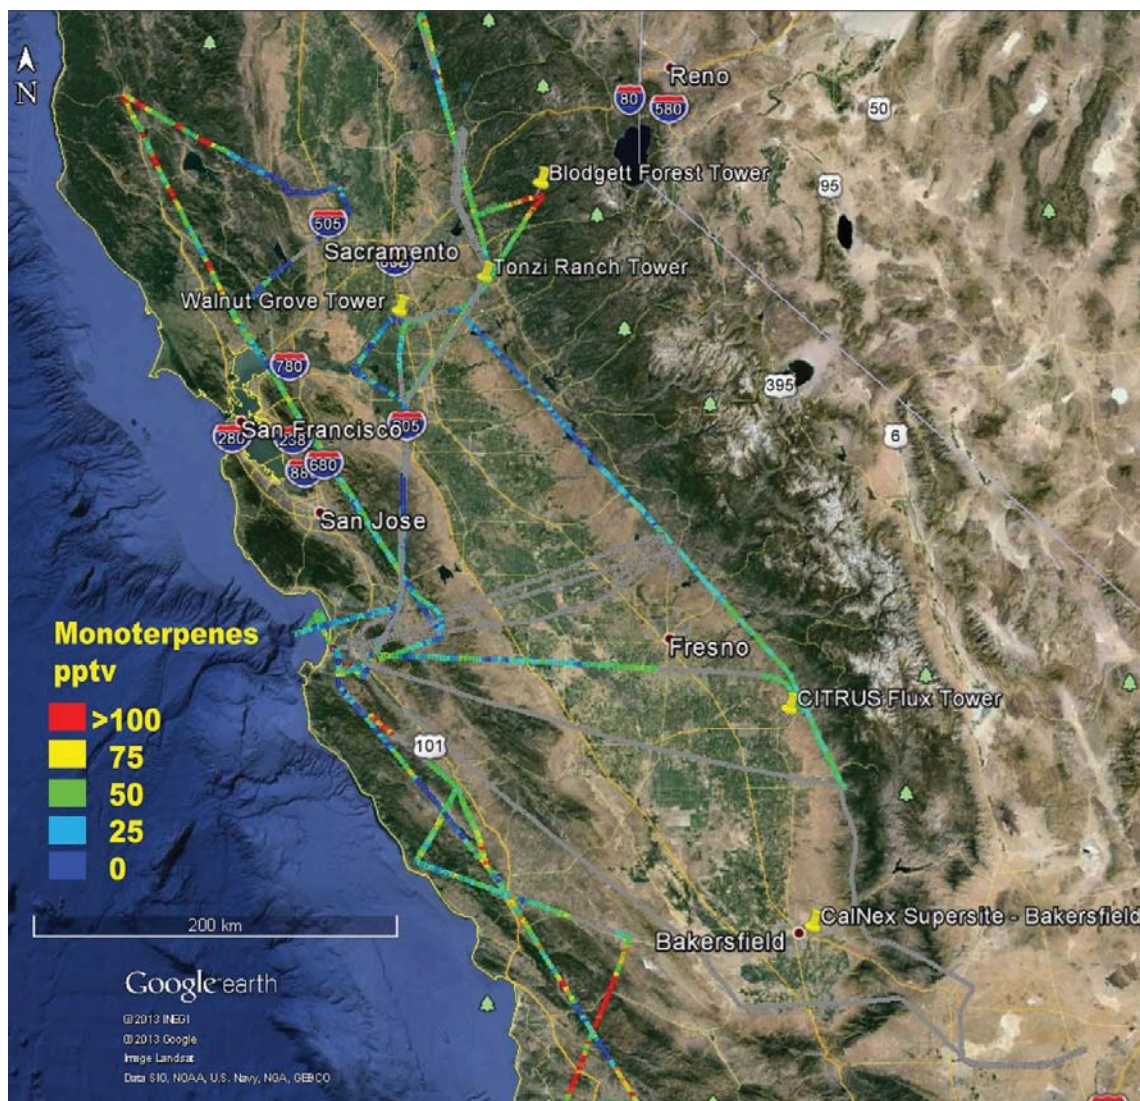 N
Reno
80
580
50
Blodgett Forest Tower
95
505
Sacramento
Tonzi Ranch Tower
Walnut Grove Tower
780
395
6
280
San Francisco
238
680
San Jose
Monoterpenes
pptv
>100
75
50
25
0
Fresno
CITRUS Flux Tower
101
200 km
CalNex Supersite - Bakersfield
Bakersfield
Google earth
© 2013 INEGI
© 2013 Google
Image Landsat
Data SIO, NOAA, U.S. Navy, NGA, GEBCO